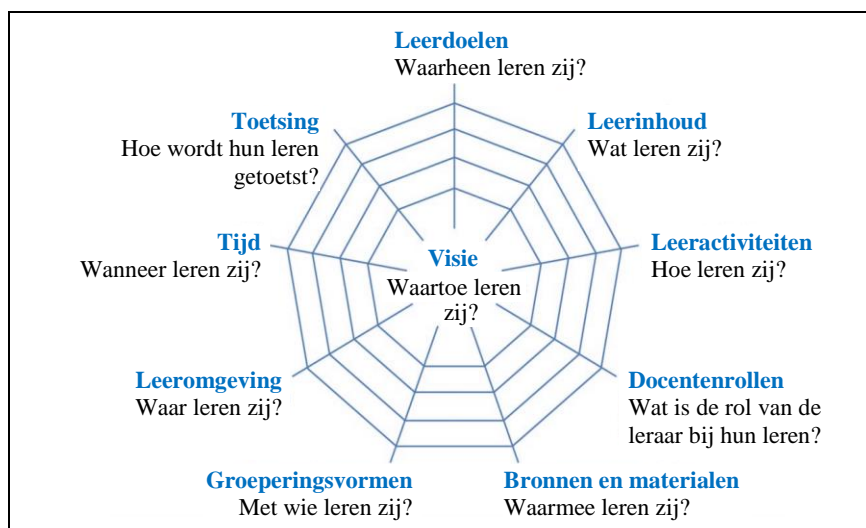 Leerdoelen
Waarheen leren zij?
Toetsing
Hoe wordt hun leren
getoetst?
Leerinhoud
Wat leren zij?
Tijd
Wanneer leren zij?
Visie
Waartoe leren
zij?
Leeractiviteiten
Hoe leren zij?
Leeromgeving
Waar leren zij?
Docentenrollen
Wat is de rol van de
leraar bij hun leren?
Groeperingsvormen
Met wie leren zij?
Bronnen en materialen
Waarmee leren zij?